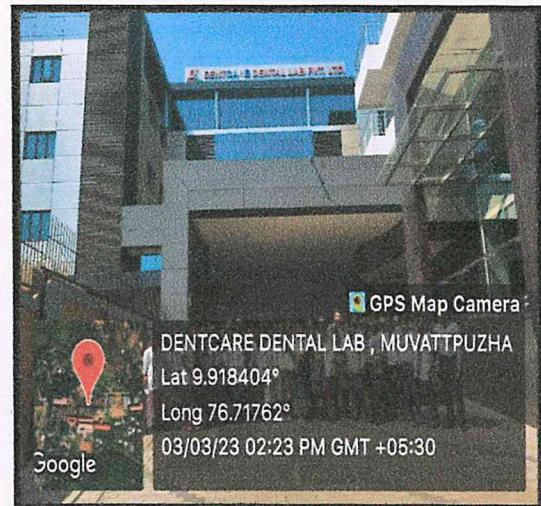 DENTCARE DENTAL LAB PVT LTD
GPS Map Camera
DENTCARE DENTAL LAB , MUVATTPUZHA
Lat 9.918404°
Long 76.71762°
03/03/23 02:23 PM GMT +05:30
Google